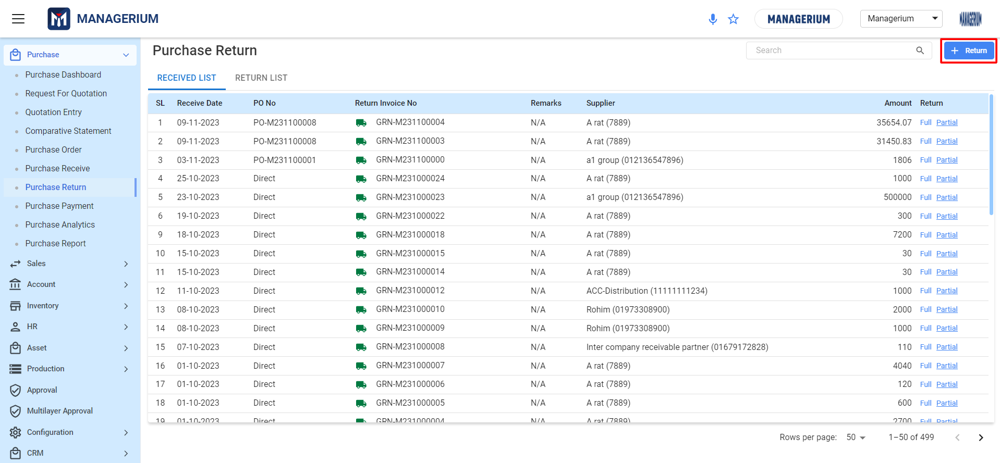 MANAGERIUM
MANAGERIUM
Managerium
MANAGERIUM
Purchase
Purchase Dashboard
Request For Quotation
Quotation Entry
Comparative Statement
Purchase Order
Purchase Receive
Purchase Return
Purchase Payment
Purchase Analytics
Purchase Report
Sales
Account
Inventory
HR
Asset
Production
Approval
Multilayer Approval
Configuration
CRM
Purchase Return
Search
Return
RECEIVED LIST RETURN LIST
SL Receive Date PO No Return Invoice No Remarks Supplier Amount Return
1 09-11-2023 PO-M231100008 GRN-M231100004 N/A A rat (7889) 35654.07 Full Partial
2 09-11-2023 PO-M231100008 GRN-M231100003 N/A A rat (7889) 31450.83 Full Partial
3 03-11-2023 PO-M231100001 GRN-M231100000 N/A a1 group (012136547896) 1806 Full Partial
4 25-10-2023 Direct GRN-M231000024 N/A A rat (7889) 1000 Full Partial
5 23-10-2023 Direct GRN-M231000023 N/A a1 group (012136547896) 500000 Full Partial
6 19-10-2023 Direct GRN-M231000022 N/A A rat (7889) 300 Full Partial
9 18-10-2023 Direct GRN-M231000018 N/A A rat (7889) 7200 Full Partial
10 15-10-2023 Direct GRN-M231000015 N/A A rat (7889) 30 Full Partial
11 15-10-2023 Direct GRN-M231000014 N/A A rat (7889) 30 Full Partial
12 11-10-2023 Direct GRN-M231000012 N/A ACC-Distribution (11111111234) 1000 Full Partial
13 08-10-2023 Direct GRN-M231000010 N/A Rohim (01973308900) 2000 Full Partial
14 08-10-2023 Direct GRN-M231000009 N/A Rohim (01973308900) 1000 Full Partial
15 07-10-2023 Direct GRN-M231000008 N/A Inter company receivable partner (01679172828) 110 Full Partial
16 01-10-2023 Direct GRN-M231000007 N/A A rat (7889) 4040 Full Partial
17 01-10-2023 Direct GRN-M231000006 N/A A rat (7889) 120 Full Partial
18 01-10-2023 Direct GRN-M231000005 N/A A rat (7889) 600 Full Partial
19 01-10-2023 Direct GRN-M231000004 N/A A rat (7889) 2700 Full Partial
Rows per page: 50 1–50 of 499